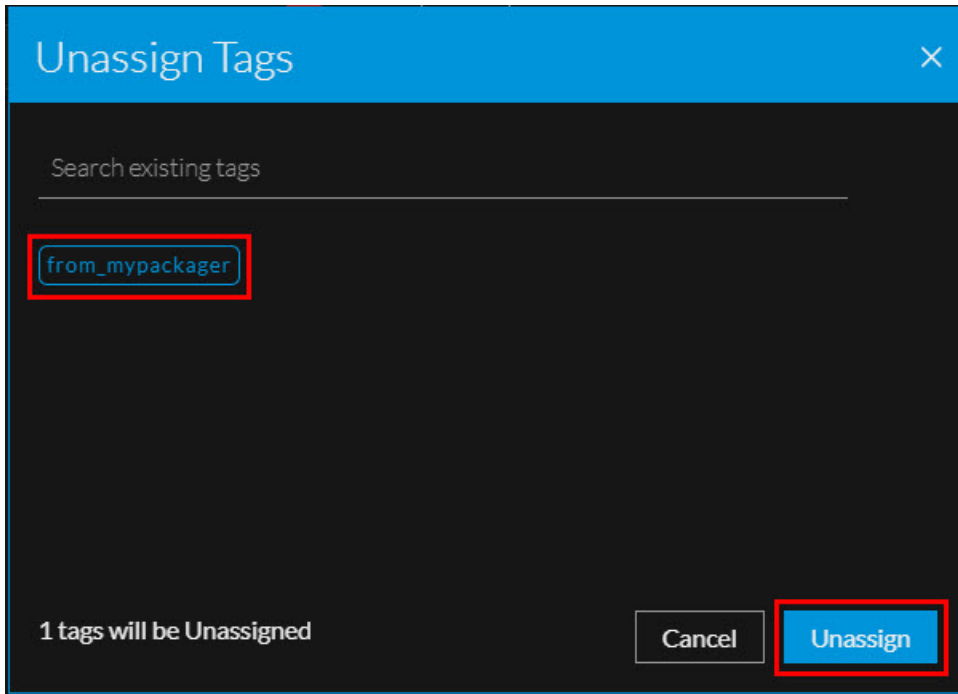 Unassign Tags
Search existing tags
from_mypackager
1 tags will be Unassigned
Cancel
Unassign